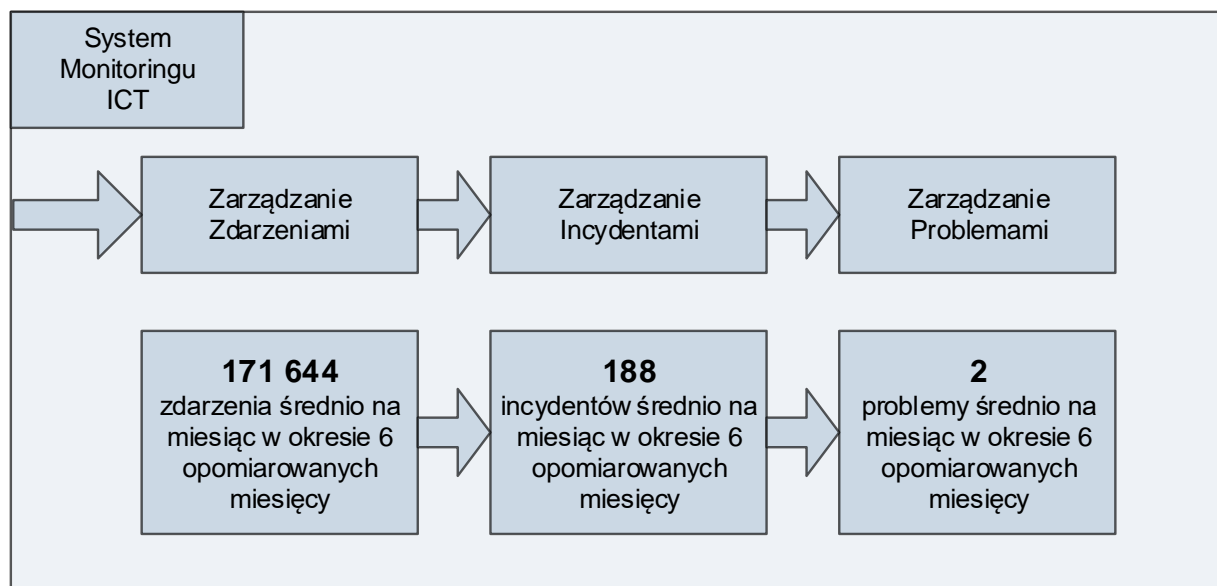 System
Monitoringu
ICT
Zarządzanie
Zdarzeniami
Zarządzanie
Incydentami
Zarządzanie
Problemami
171 644
zdarzenia średnio na
miesiąc w okresie 6
opomiarowanych
miesięcy
188
incydentów średnio na
miesiąc w okresie 6
opomiarowanych
miesięcy
2
problemy średnio na
miesiąc w okresie 6
opomiarowanych
miesięcy